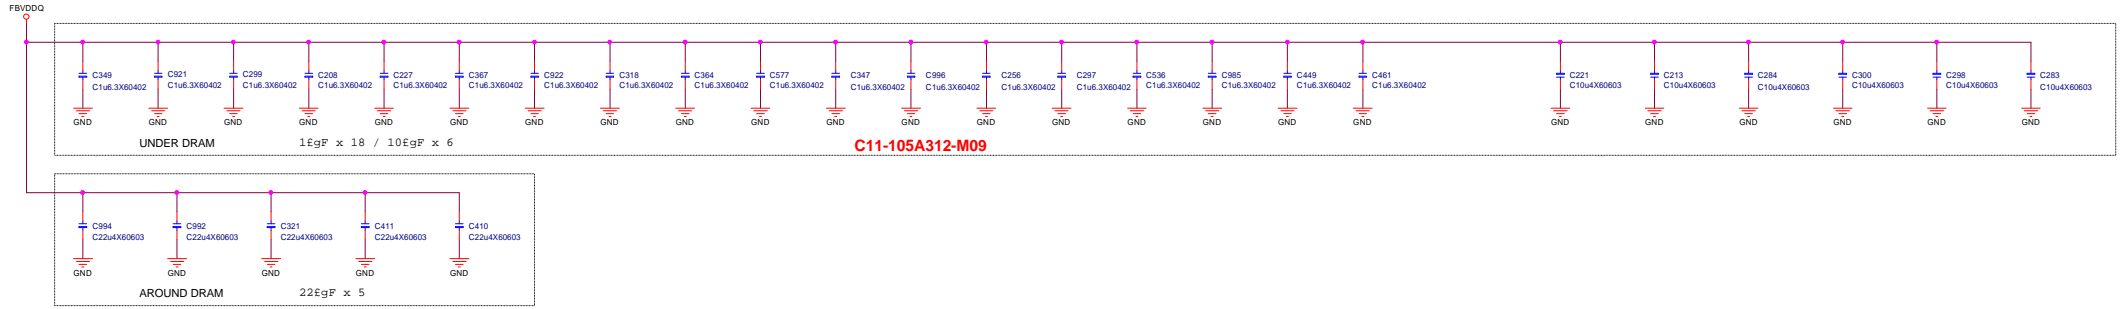 FBVDDQ
C349 C921 C299 C208 C227 C367 C922 C318 C364 C577 C347 C996 C256 C297 C536 C985 C449 C461 C221 C213 C284 C300 C298 C283
C1u6.3X60402 C1u6.3X60402 C1u6.3X60402 C1u6.3X60402 C1u6.3X60402 C1u6.3X60402 C1u6.3X60402 C1u6.3X60402 C1u6.3X60402 C1u6.3X60402 C1u6.3X60402 C1u6.3X60402 C1u6.3X60402 C1u6.3X60402 C1u6.3X60402 C1u6.3X60402 C1u6.3X60402 C1u6.3X60402 C10u4X60603 C10u4X60603 C10u4X60603 C10u4X60603 C10u4X60603 C10u4X60603
GND GND GND GND GND GND GND GND GND GND GND GND GND GND GND GND GND GND GND GND GND GND GND GND
UNDER DRAM 1£gF x 18 / 10£gF x 6 C11-105A312-M09
C994 C992 C321 C411 C410
C22u4X60603 C22u4X60603 C22u4X60603 C22u4X60603 C22u4X60603
GND GND GND GND GND
AROUND DRAM 22£gF x 5